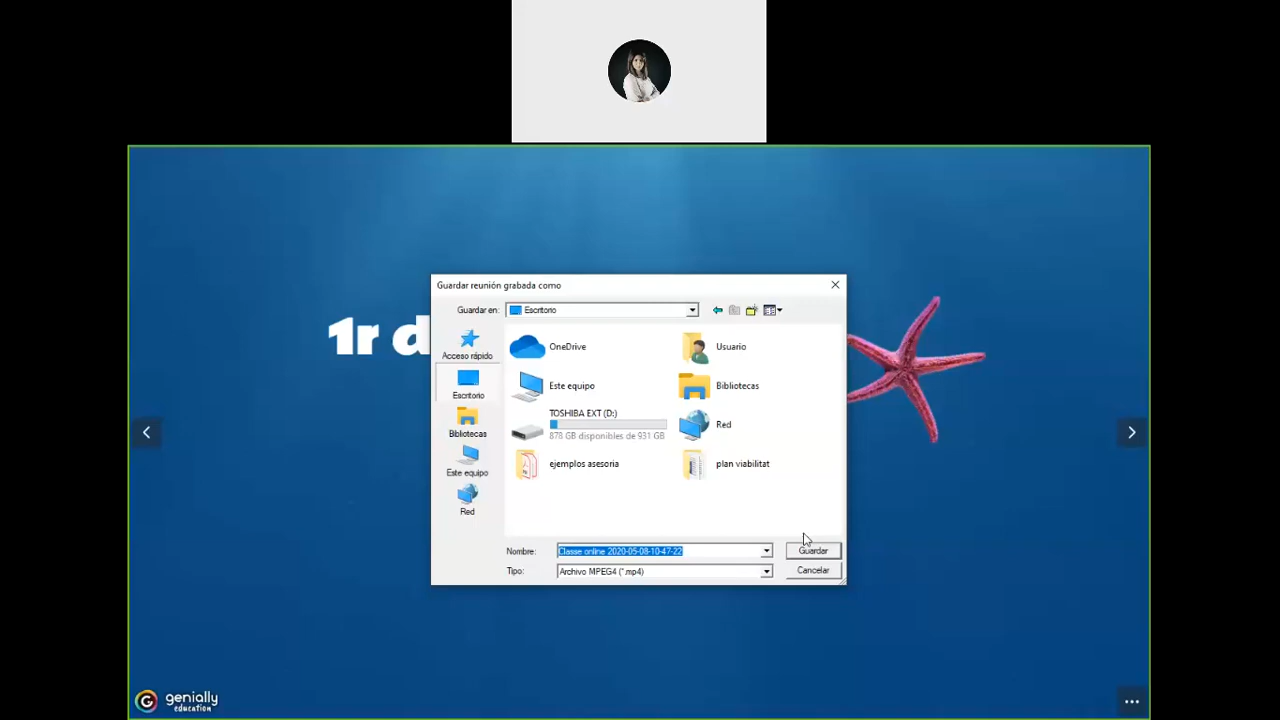 Guardar reunión grabada como
Guardar en: Escritorio
1r d
Acceso rápido
Escritorio
Bibliotecas
Este equipo
Red
OneDrive
Usuario
Este equipo
Bibliotecas
TOSHIBA EXT (D:)
878 GB disponibles de 931 GB
Red
ejemplos asesoria
plan viabilitat
Nombre: Classe online 2020-05-08-10-47-22 Guardar
Tipo: Archivo MPEG4 (*.mp4) Cancelar
genially
education